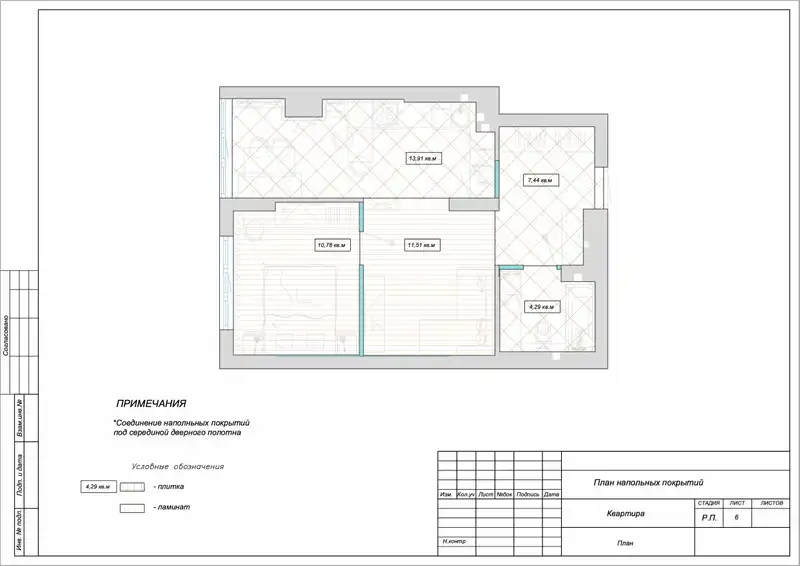 13,91 кв.м
7,44 кв.м
10,78 кв.м
11,51 кв.м
4,29 кв.м
Согласовано
Взам.инв.№
Подп. и дата
Инв. № подл.
ПРИМЕЧАНИЯ
*Соединение напольных покрытий
под серединой дверного полотна
Условные обозначения
4,29 кв.м
- плитка
- ламинат
Изм. Кол.уч Лист №док Подпись Дата
Н.контр
План напольных покрытий
Квартира
СТАДИЯ ЛИСТ ЛИСТОВ
Р.П. 6
План